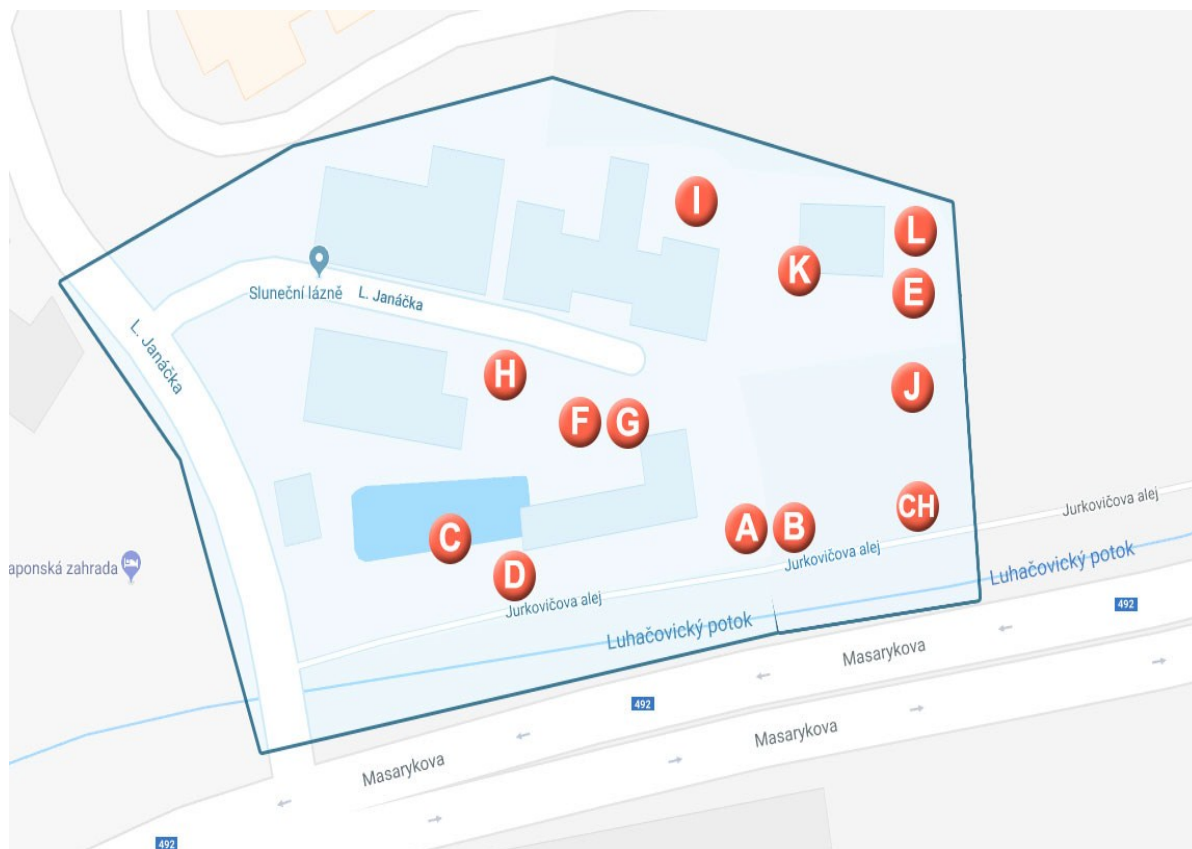 I
L
K
Sluneční lázně
L. Janáčka
E
L. Janáčka
H
J
F
G
CH
Jurkovičova alej
A
B
C
Jurkovičova alej
D
aponská zahrada
Luhačovický potok
Jurkovičova alej
492
Luhačovický potok
Masarykova
492
Masarykova
Masarykova
492